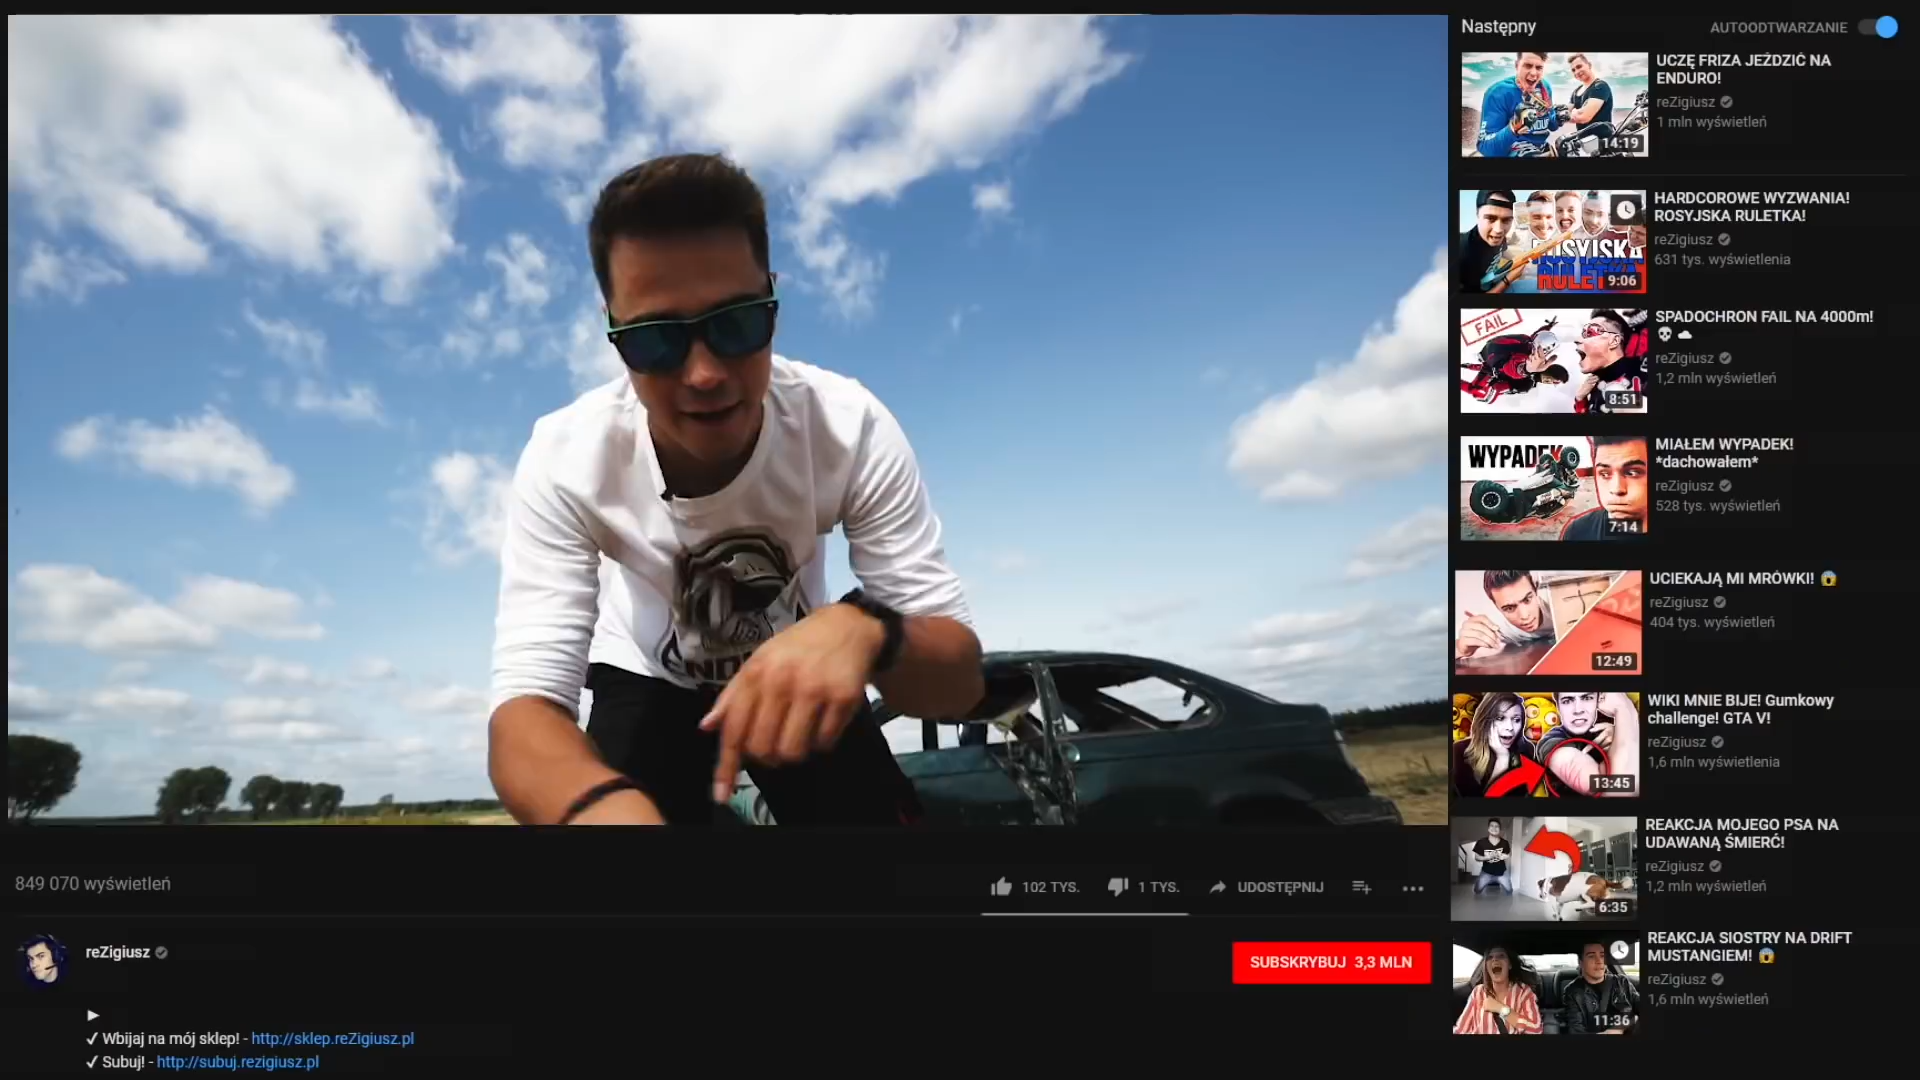 Następny
AUTOODTWARZANIE
UCZĘ FRIZA JEŹDZIĆ NA
ENDURO!
reZigiusz
1 mln wyświetleń
14:19
HARDCOROWE WYZWANIA!
ROSYJSKA RULETKA!
reZigiusz
631 tys. wyświetlenia
ROSYJSKA
RULETKA
9:06
SPADOCHRON FAIL NA 4000m!
reZigiusz
1,2 mln wyświetleń
FAIL
8:51
MIAŁEM WYPADEK!
*dachowałem*
reZigiusz
528 tys. wyświetleń
WYPADEK
7:14
UCIEKAJĄ MI MRÓWKI! 😱
reZigiusz
404 tys. wyświetleń
12:49
WIKI MNIE BIJE! Gumkowy
challenge! GTA V!
reZigiusz
1,6 mln wyświetlenia
13:45
REAKCJA MOJEGO PSA NA
UDAWANĄ ŚMIERĆ!
reZigiusz
1,2 mln wyświetleń
6:35
REAKCJA SIOSTRY NA DRIFT
MUSTANGIEM! 😱
reZigiusz
1,6 mln wyświetleń
11:36
849 070 wyświetleń
102 TYS.
1 TYS.
UDOSTĘPNIJ
reZigiusz
SUBSKRYBUJ 3,3 MLN
►
✓ Wbijaj na mój sklep! - http://sklep.reZigiusz.pl
✓ Subuj! - http://subuj.rezigiusz.pl